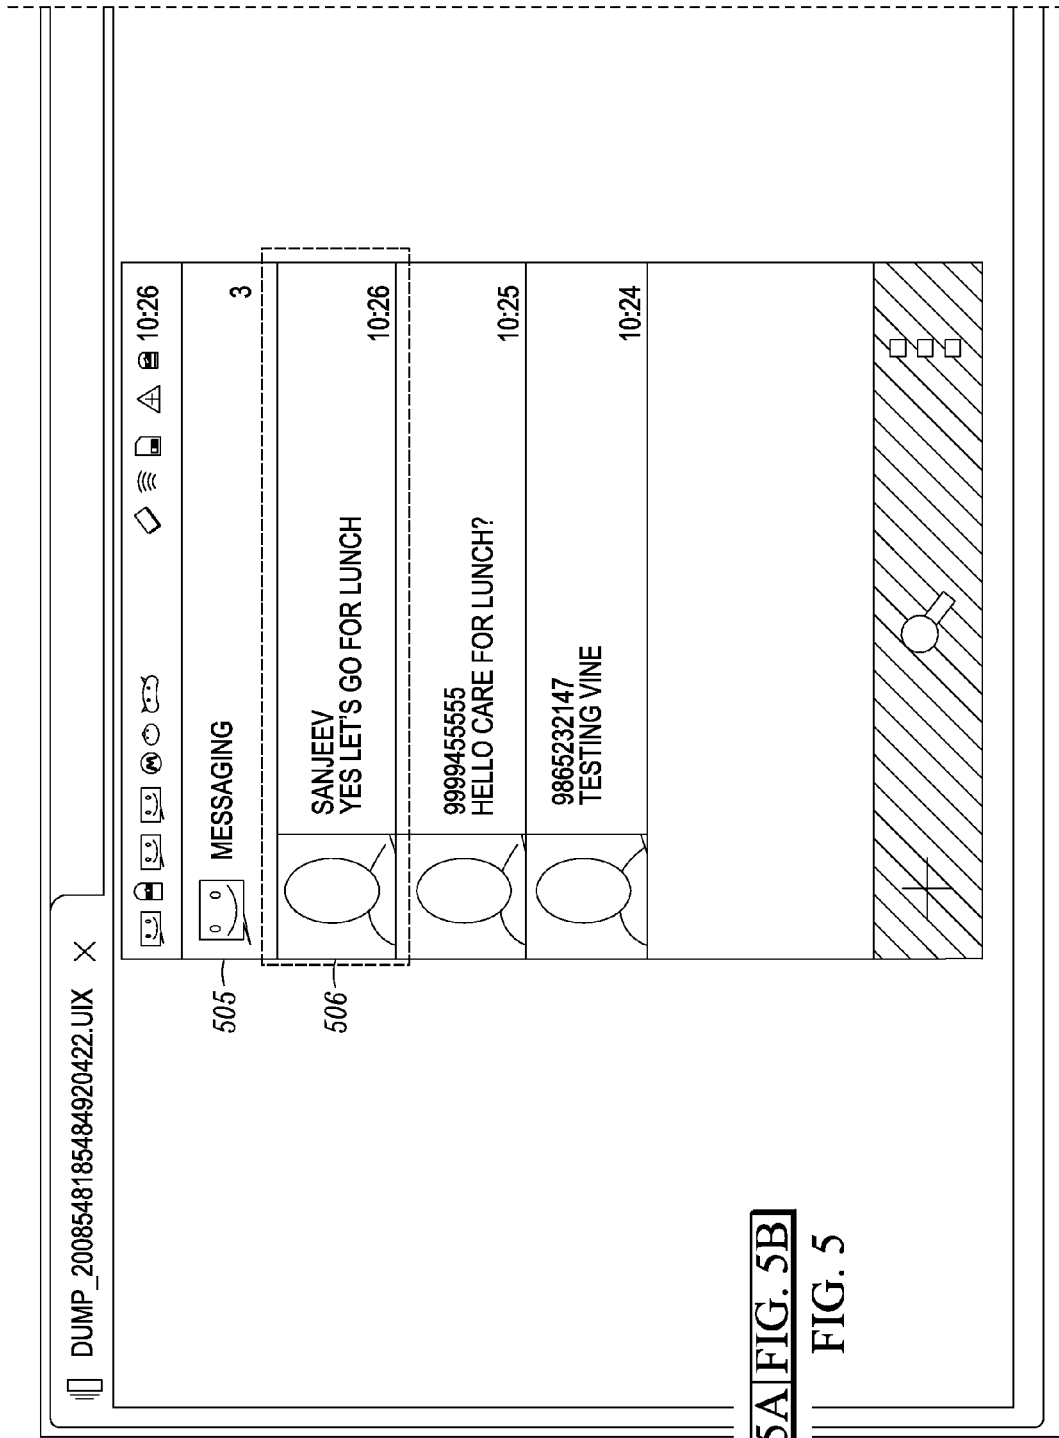 DUMP_2008548185484920422.UIX X
10:26
505
MESSAGING
3
506
SANJEEV
YES LET'S GO FOR LUNCH
10:26
9999455555
HELLO CARE FOR LUNCH?
10:25
9865232147
TESTING VINE
10:24
5A FIG. 5B
FIG. 5